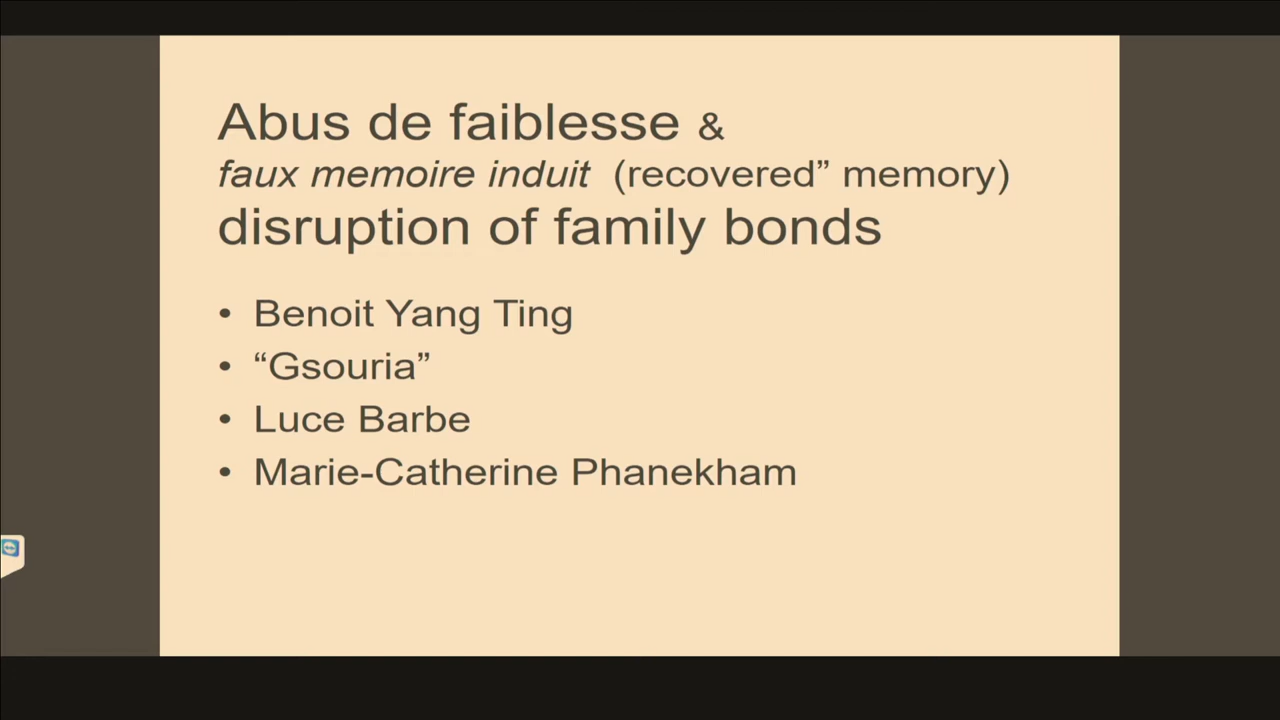 Abus de faiblesse &
faux memoire induit (recovered” memory)
disruption of family bonds
• Benoit Yang Ting
• “Gsouria”
• Luce Barbe
• Marie-Catherine Phanekham